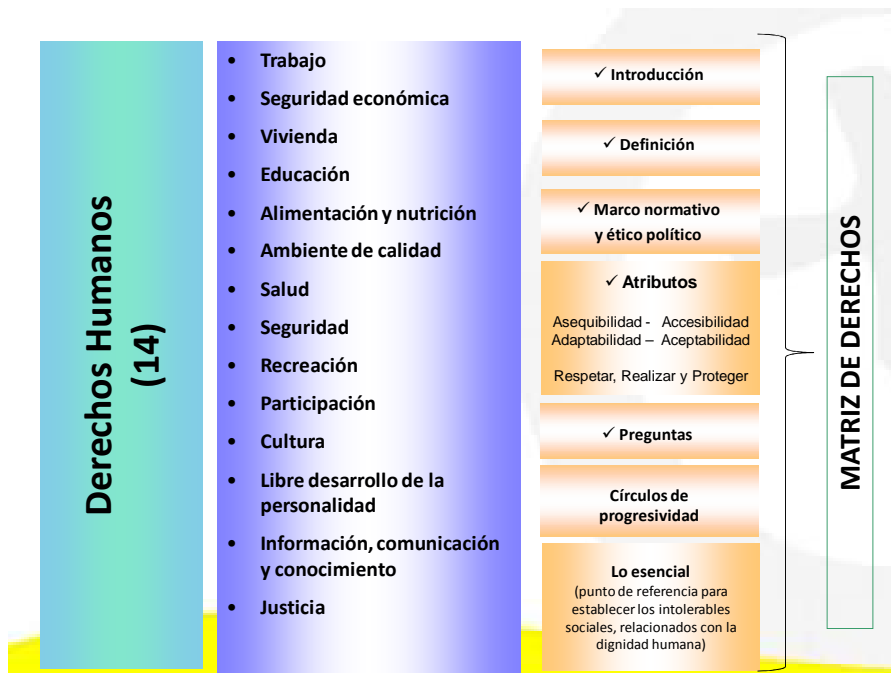 Derechos Humanos
(14)
• Trabajo
• Seguridad económica
• Vivienda
• Educación
• Alimentación y nutrición
• Ambiente de calidad
• Salud
• Seguridad
• Recreación
• Participación
• Cultura
• Libre desarrollo de la
personalidad
• Información, comunicación
y conocimiento
• Justicia
✓ Introducción
✓ Definición
✓ Marco normativo
y ético político
✓ Atributos
Asequibilidad - Accesibilidad
Adaptabilidad – Aceptabilidad
Respetar, Realizar y Proteger
✓ Preguntas
Círculos de
progresividad
Lo esencial
(punto de referencia para
establecer los intolerables
sociales, relacionados con la
dignidad humana)
MATRIZ DE DERECHOS